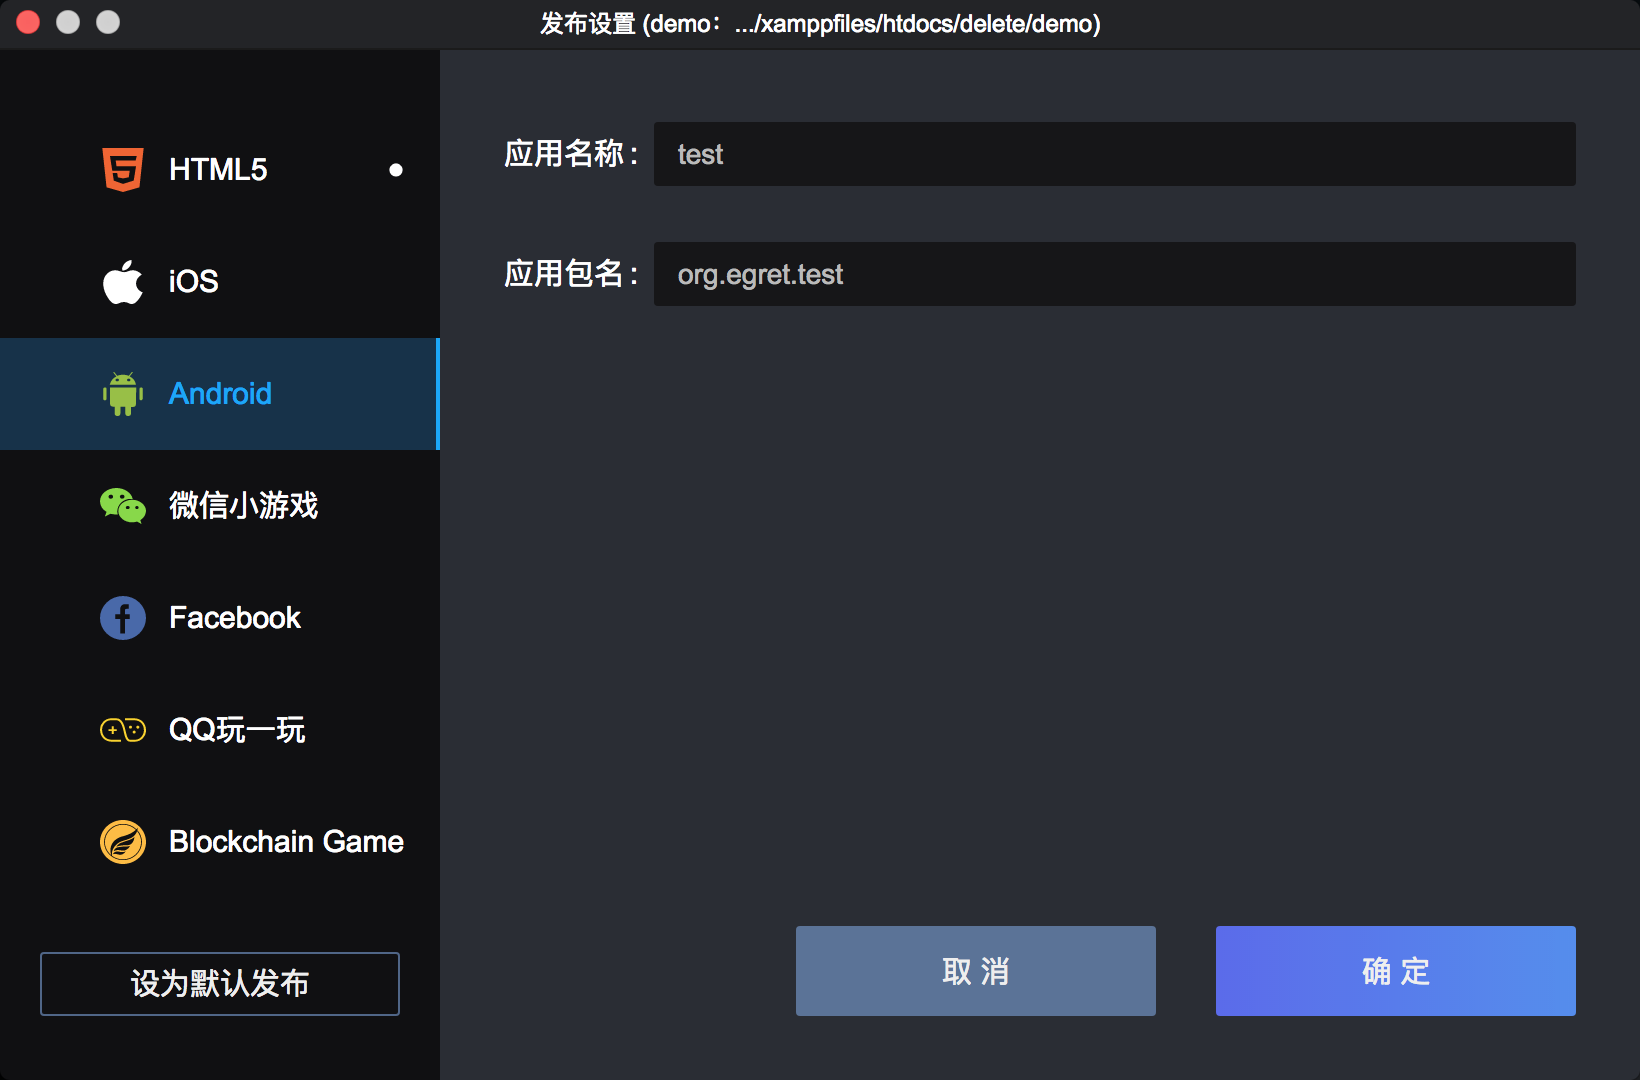 发布设置 (demo：.../xamppfiles/htdocs/delete/demo)
HTML5
iOS
Android
微信小游戏
Facebook
QQ玩一玩
Blockchain Game
设为默认发布
应用名称 : test
应用包名 : org.egret.test
取 消
确 定